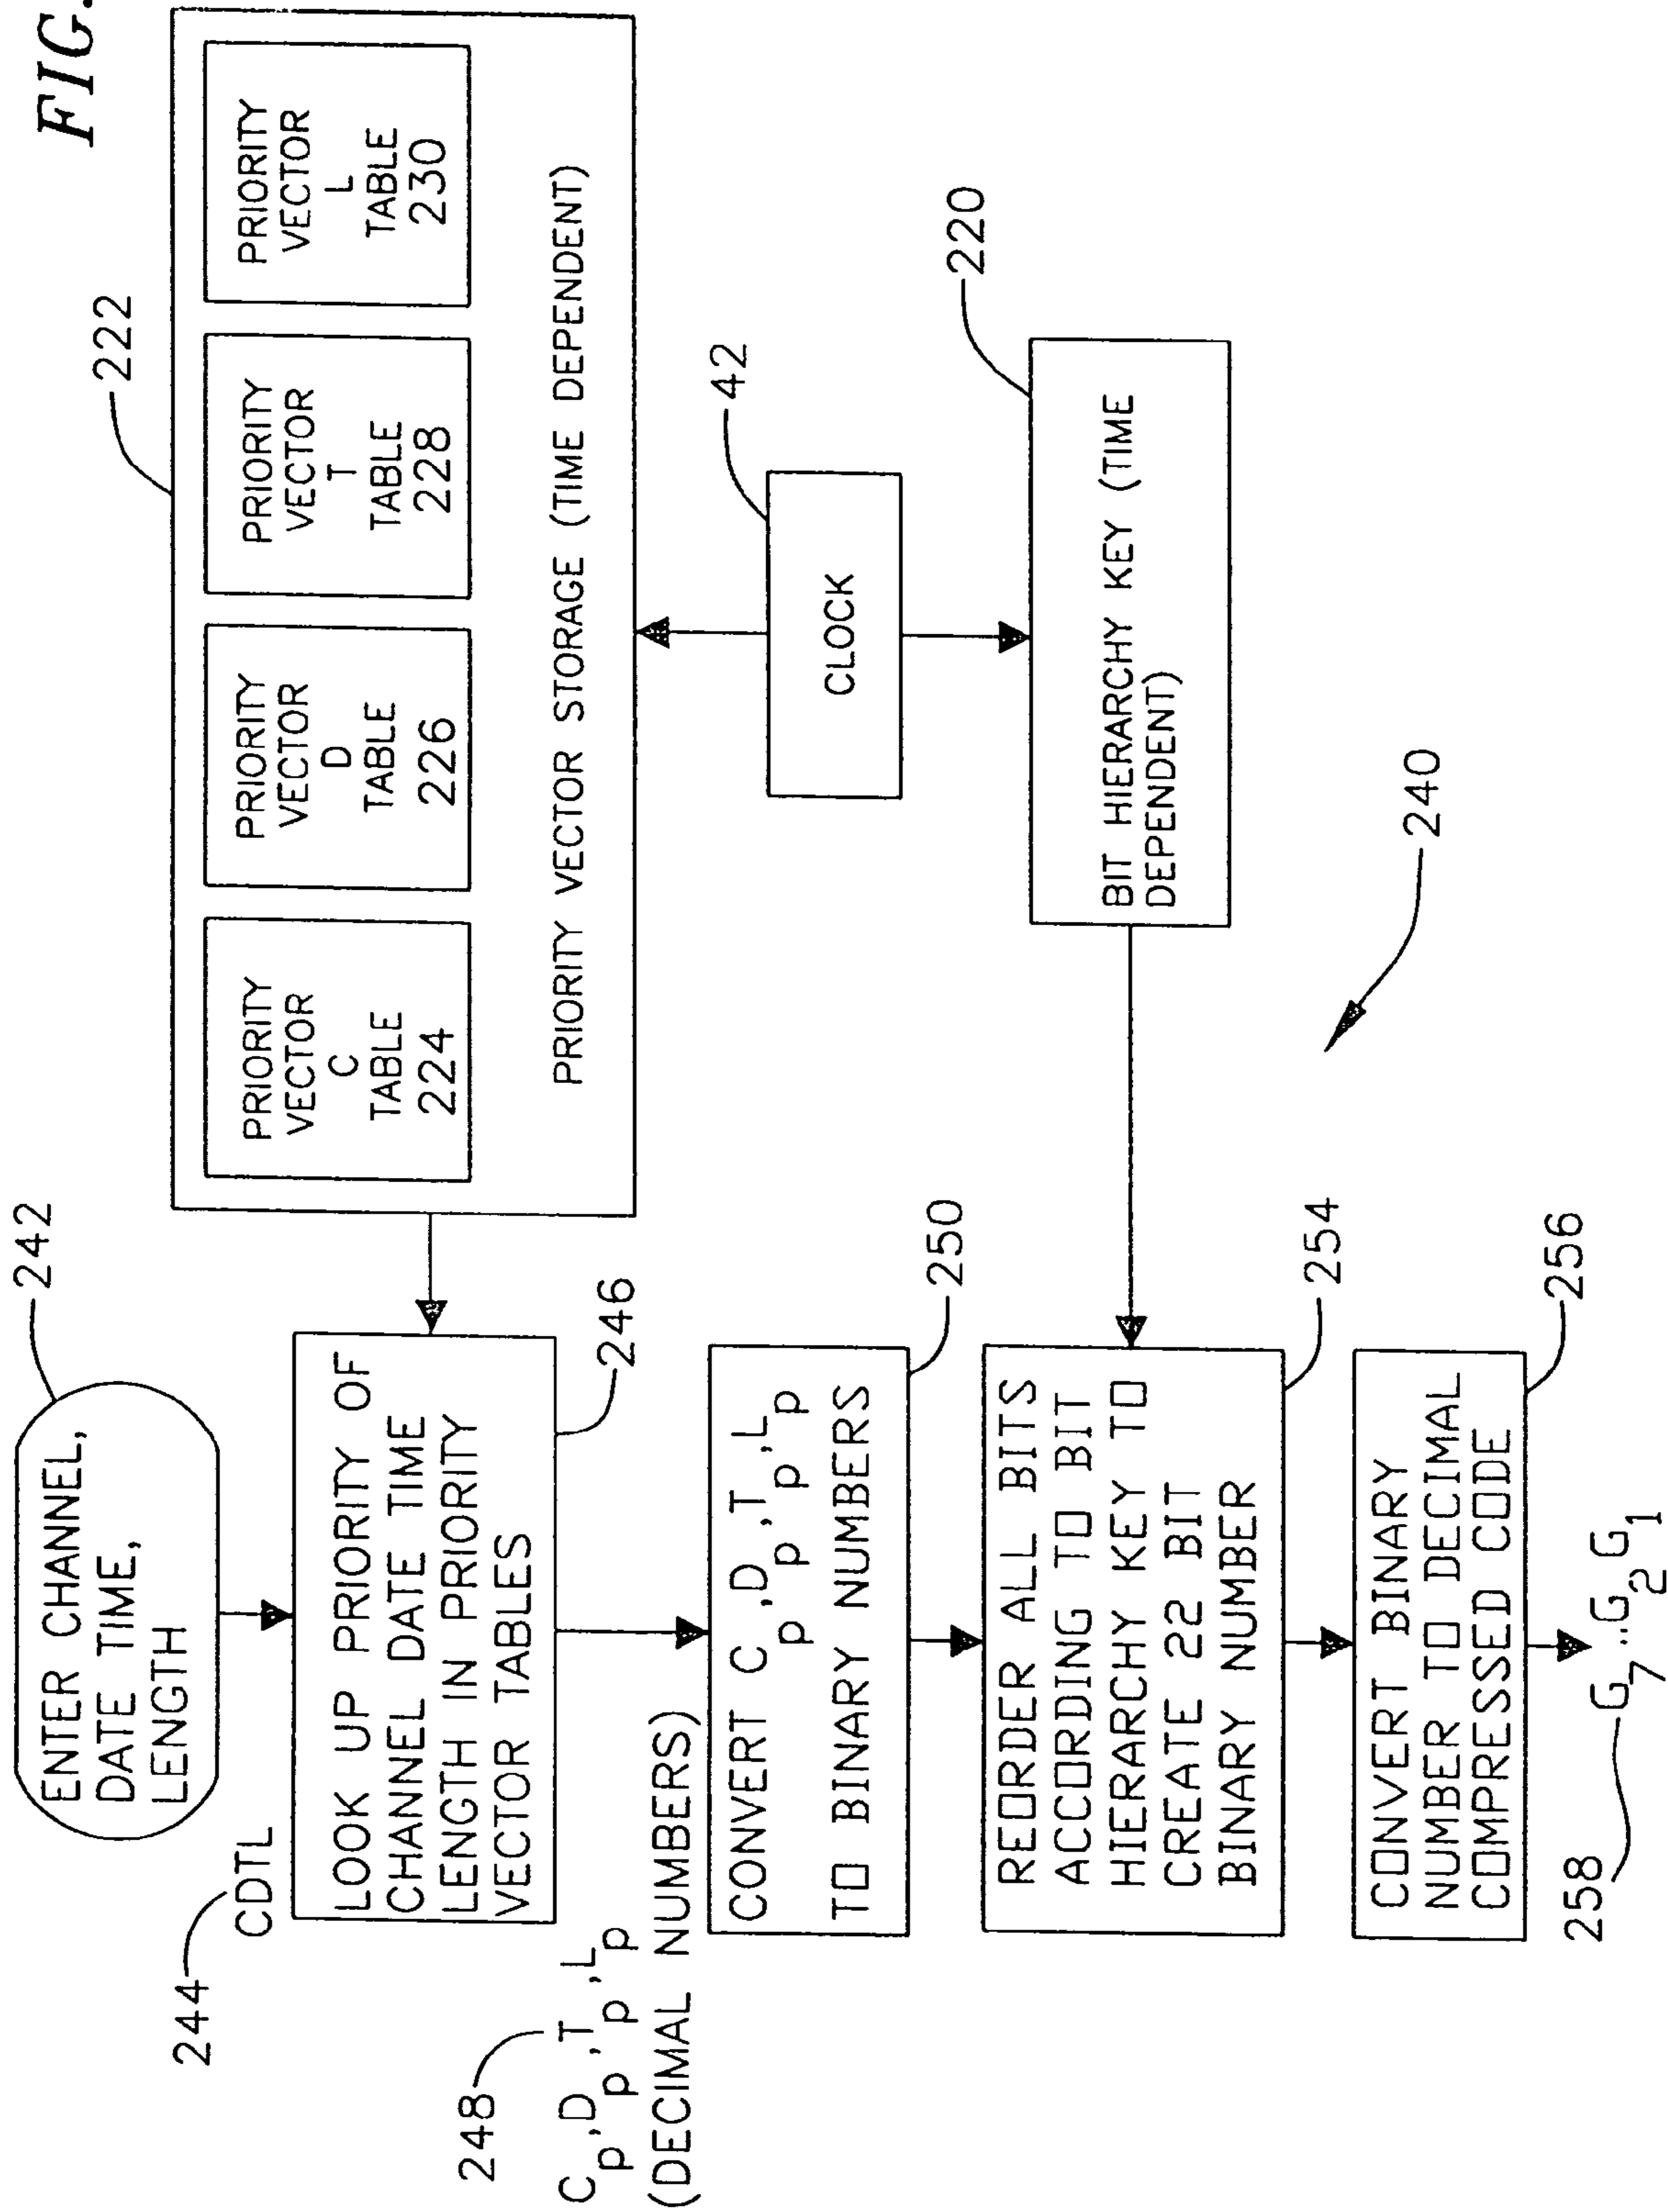 FIG.
222
PRIORITY
VECTOR
C
TABLE
224
PRIORITY
VECTOR
D
TABLE
226
PRIORITY
VECTOR
T
TABLE
228
PRIORITY
VECTOR
L
TABLE
230
PRIORITY VECTOR STORAGE (TIME DEPENDENT)
242
ENTER CHANNEL,
DATE TIME,
LENGTH
244
CDTL
LOOK UP PRIORITY OF
CHANNEL DATE TIME
LENGTH IN PRIORITY
VECTOR TABLES
246
42
CLOCK
248
Cp,Dp,Tp,Lp
(DECIMAL NUMBERS)
CONVERT Cp,Dp,Tp,Lp
TO BINARY NUMBERS
250
220
BIT HIERARCHY KEY (TIME
DEPENDENT)
REORDER ALL BITS
ACCORDING TO BIT
HIERARCHY KEY TO
CREATE 22 BIT
BINARY NUMBER
254
240
CONVERT BINARY
NUMBER TO DECIMAL
COMPRESSED CODE
256
258
G7..G2G1